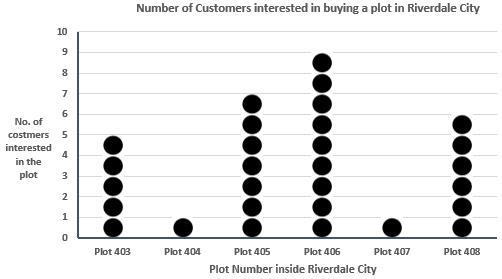 Number of Customers interested in buying a plot in Riverdale City
10
9
8
7
6
5
4
3
2
1
0
No. of
costmers
interested
in the
plot
Plot 403 Plot 404 Plot 405 Plot 406 Plot 407 Plot 408
Plot Number inside Riverdale City